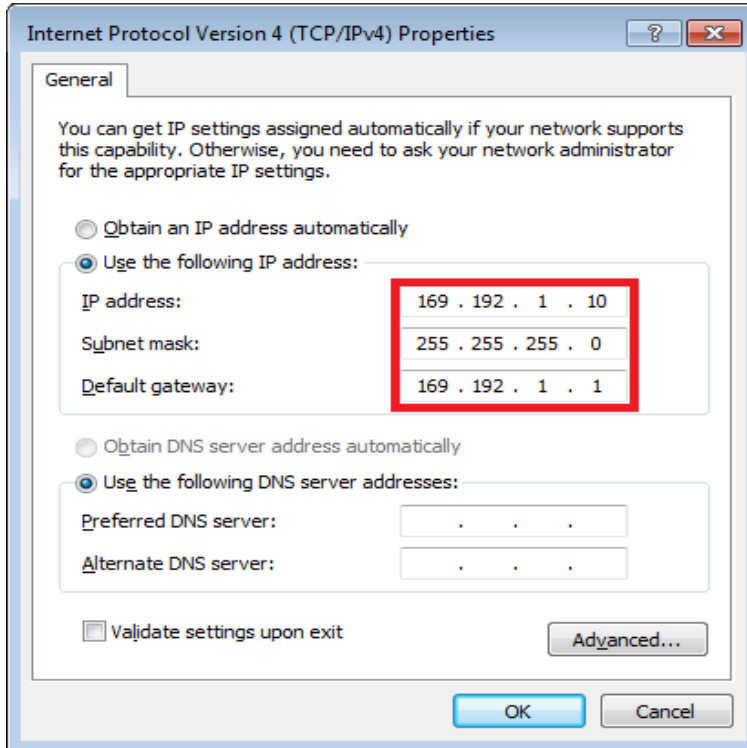 Internet Protocol Version 4 (TCP/IPv4) Properties
General
You can get IP settings assigned automatically if your network supports
this capability. Otherwise, you need to ask your network administrator
for the appropriate IP settings.
Obtain an IP address automatically
Use the following IP address:
IP address: 169 . 192 . 1 . 10
Subnet mask: 255 . 255 . 255 . 0
Default gateway: 169 . 192 . 1 . 1
Obtain DNS server address automatically
Use the following DNS server addresses:
Preferred DNS server: . . .
Alternate DNS server: . . .
Validate settings upon exit
Advanced...
OK Cancel